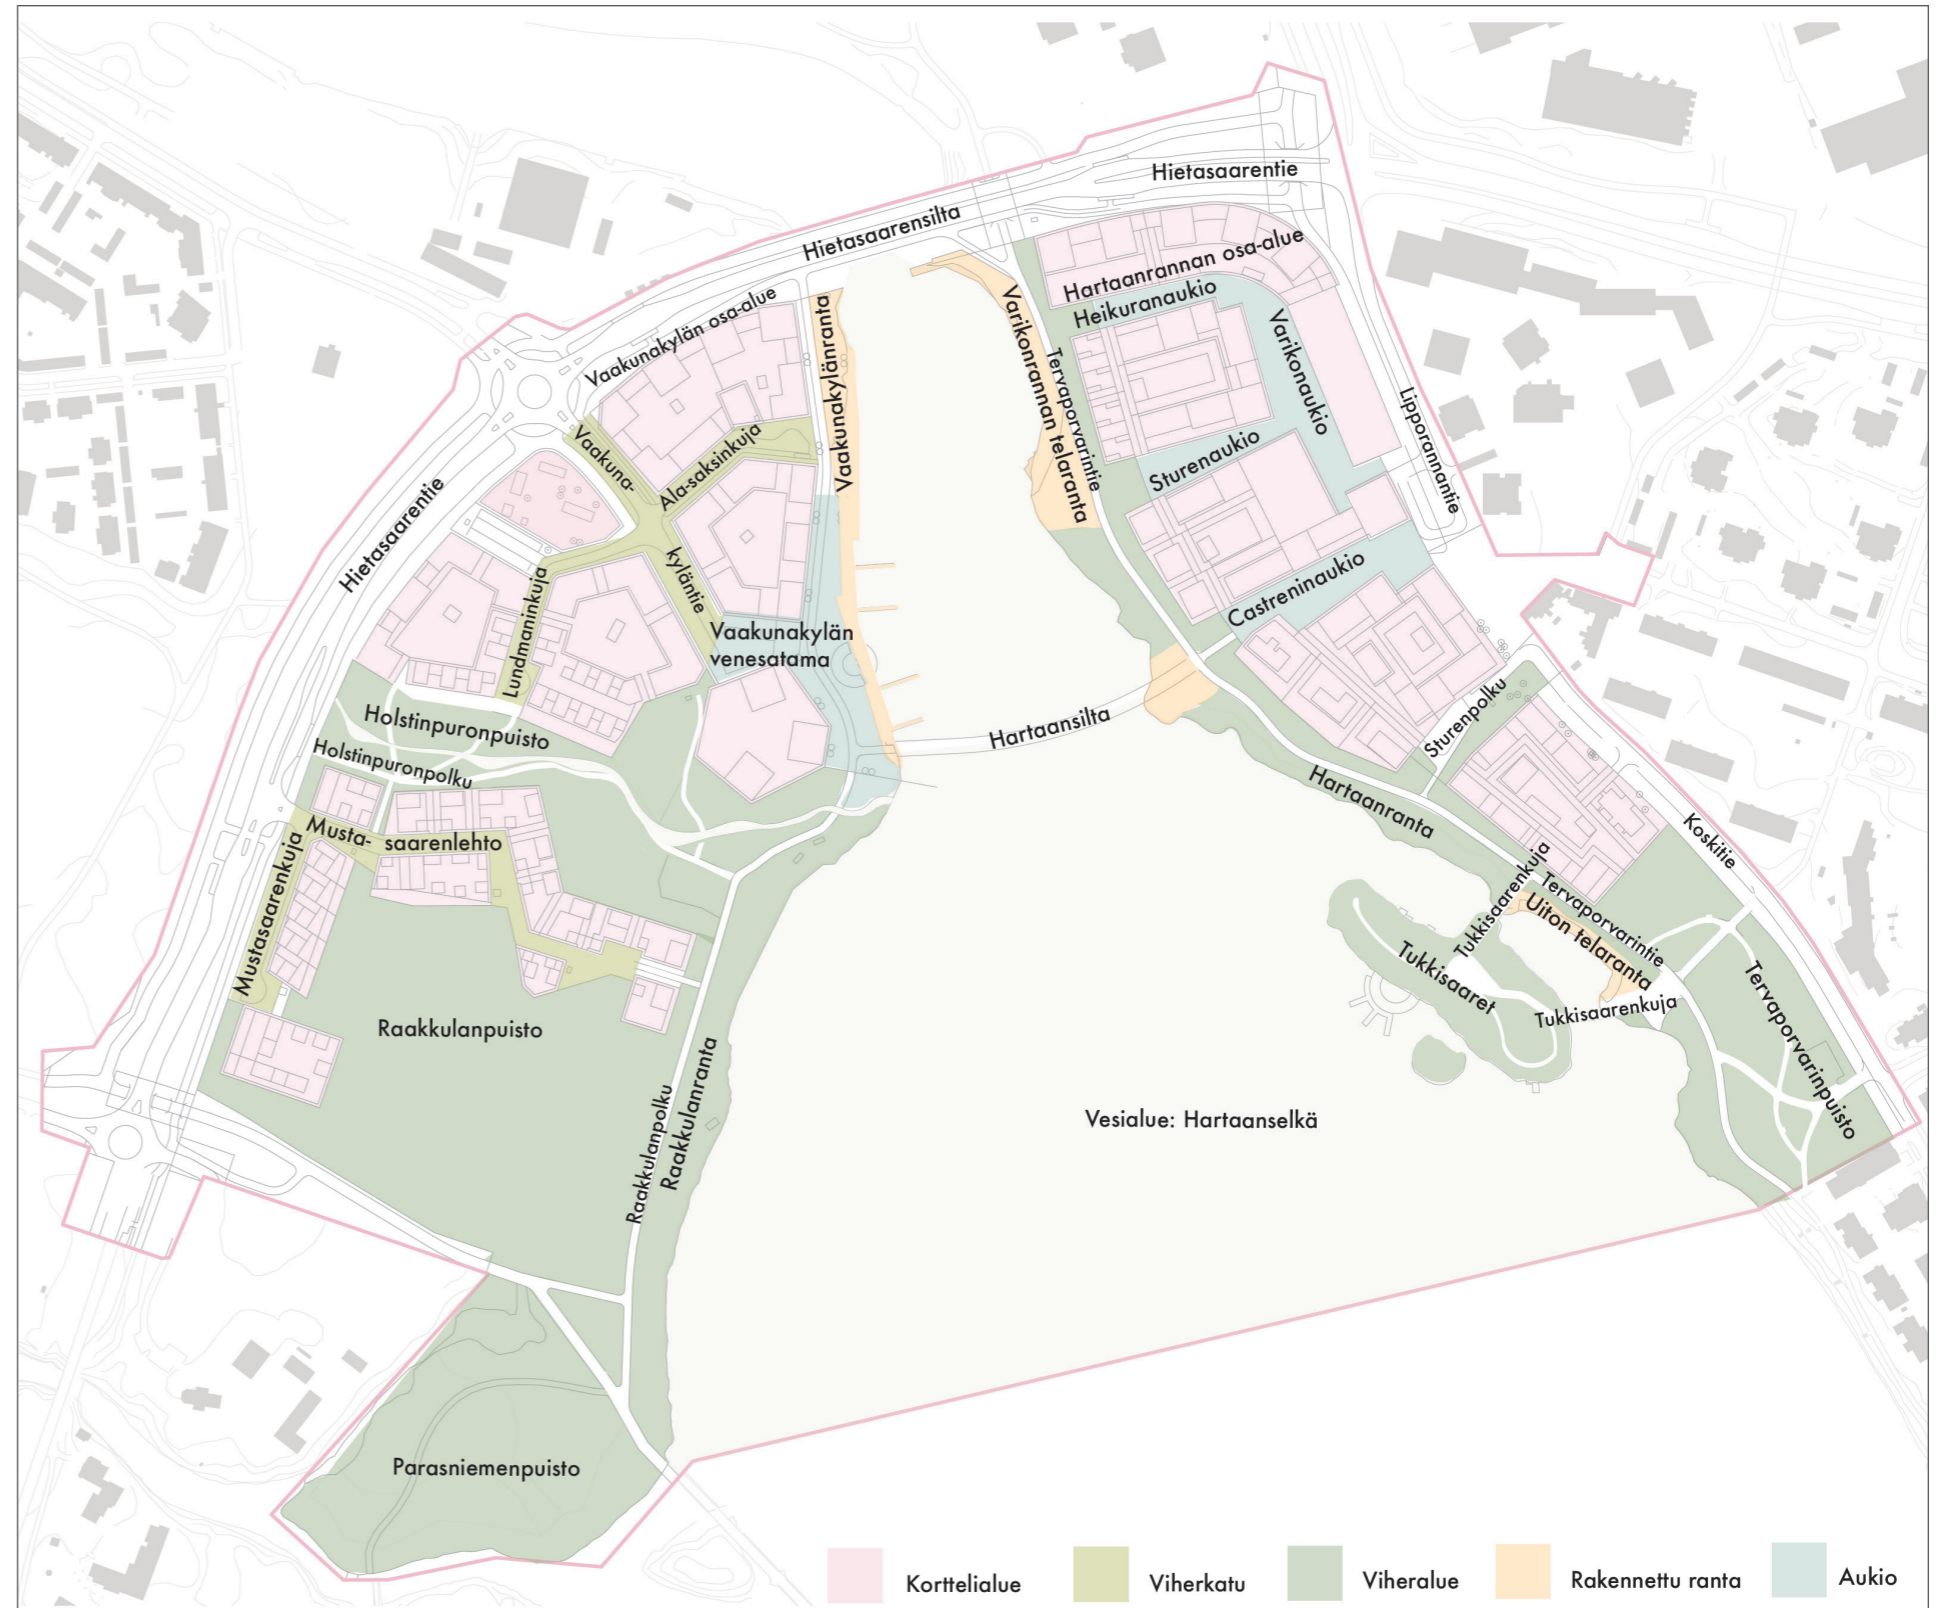 Hietasaarentie
Hietasaarensilta
Hartaanrannan osa-alue
Heikuranaukio
Vaakunakylän osa-alue
Vaakunakylänranta
Varikonrannan telaranta
Tervaporvarintie
Varikonaukio
Lipporannantie
Vaakuna-
Ala-saksinkuja
Sturenaukio
Hietasaarentie
kyläntie
Lundmaninkuja
Castreninaukio
Vaakunakylän
venesatama
Holstinpuronpuisto
Holstinpuronpolku
Hartaansilta
Sturenpolku
Hartaanranta
Musta-
saarenlehto
Mustasaarenkuja
Koskitie
Tukkisaarenkuja
Tervaporvarintie
Uiton telaranta
Tukkisaaret
Tukkisaarenkuja
Tervaporvarinpuisto
Raakkulanpuisto
Raakkulanpolku
Raakkulanranta
Vesialue: Hartaanselkä
Parasniemenpuisto
Korttelialue
Viherkatu
Viheralue
Rakennettu ranta
Aukio